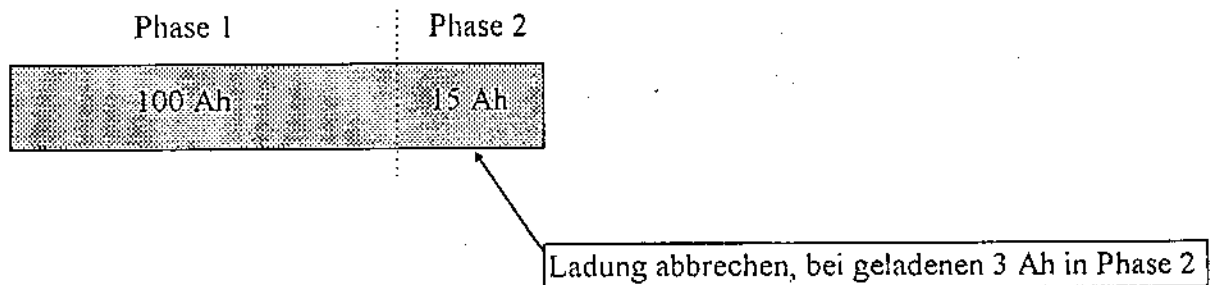 Phase 1
Phase 2
100 Ah
15 Ah
Ladung abbrechen, bei geladenen 3 Ah in Phase 2